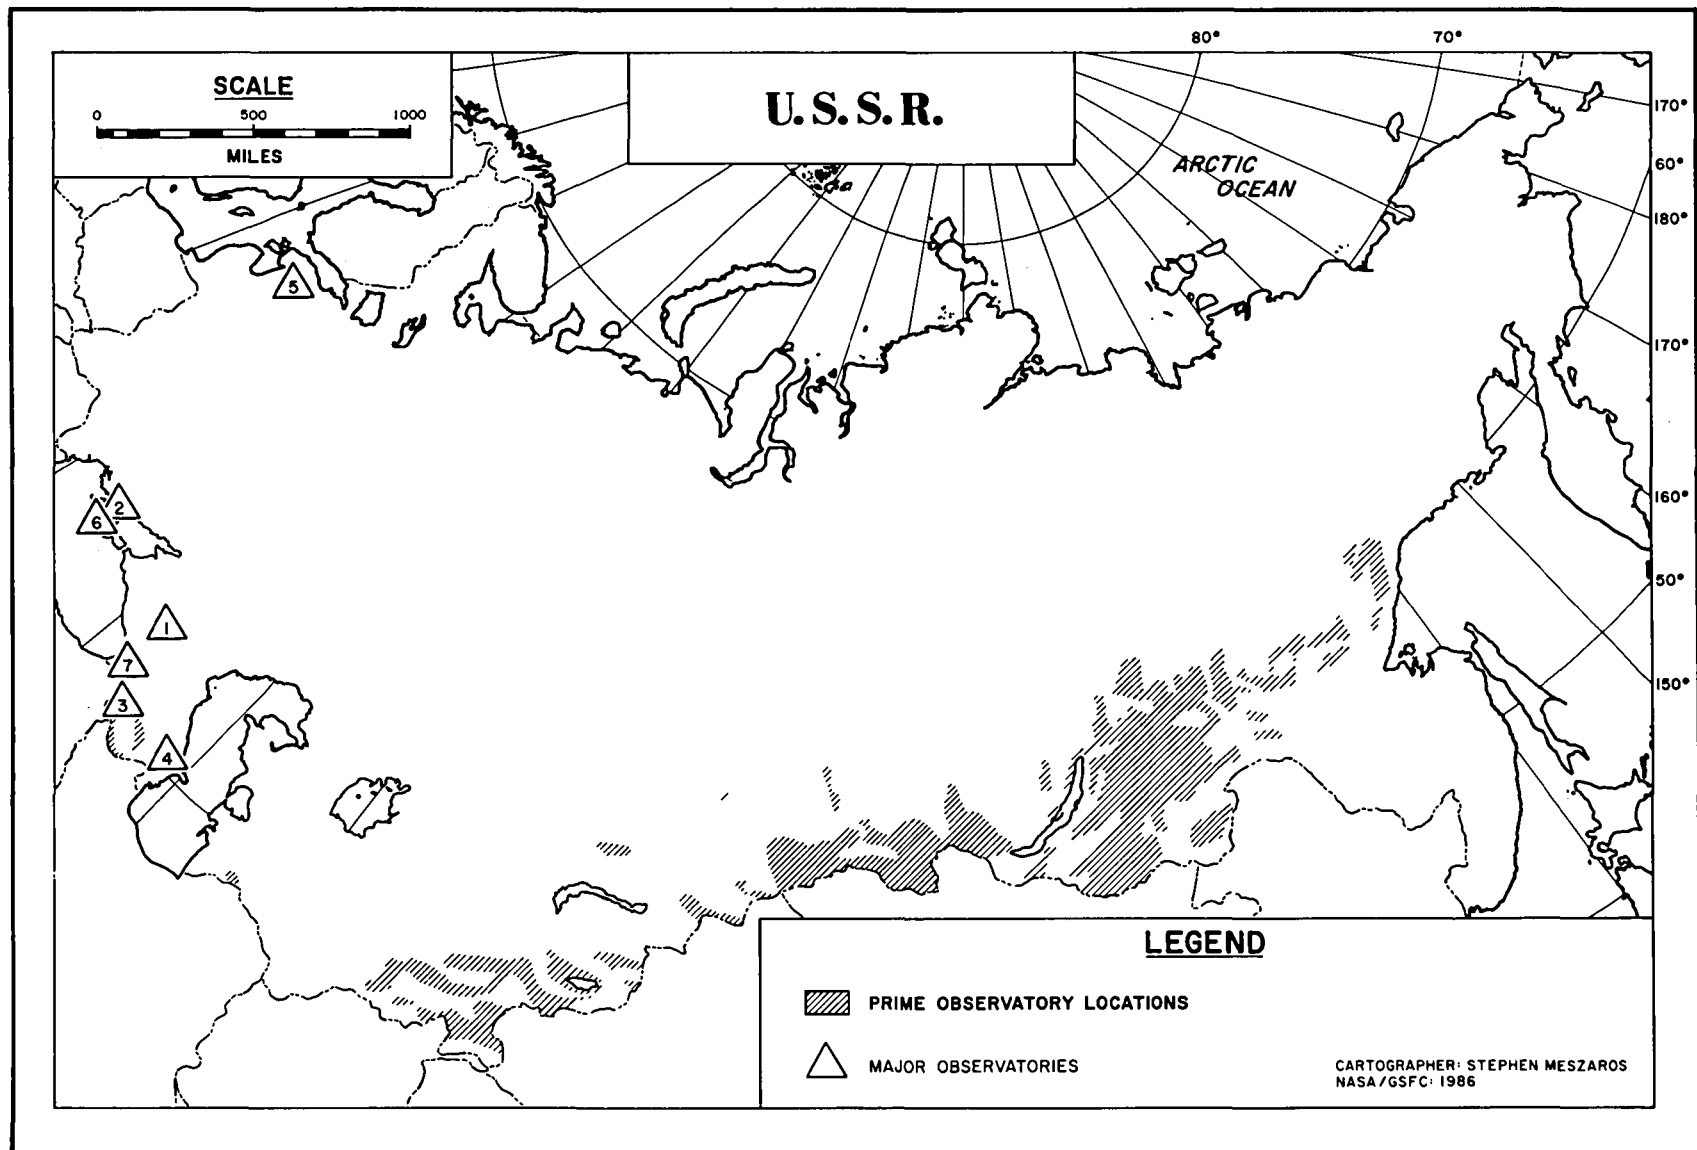 80°
70°
SCALE
0 500 1000
MILES
U.S.S.R.
170°
ARCTIC
OCEAN
60°
180°
5
170°
2
6
160°
50°
1
7
150°
3
4
LEGEND
PRIME OBSERVATORY LOCATIONS
MAJOR OBSERVATORIES
CARTOGRAPHER: STEPHEN MESZAROS
NASA/GSFC: 1986